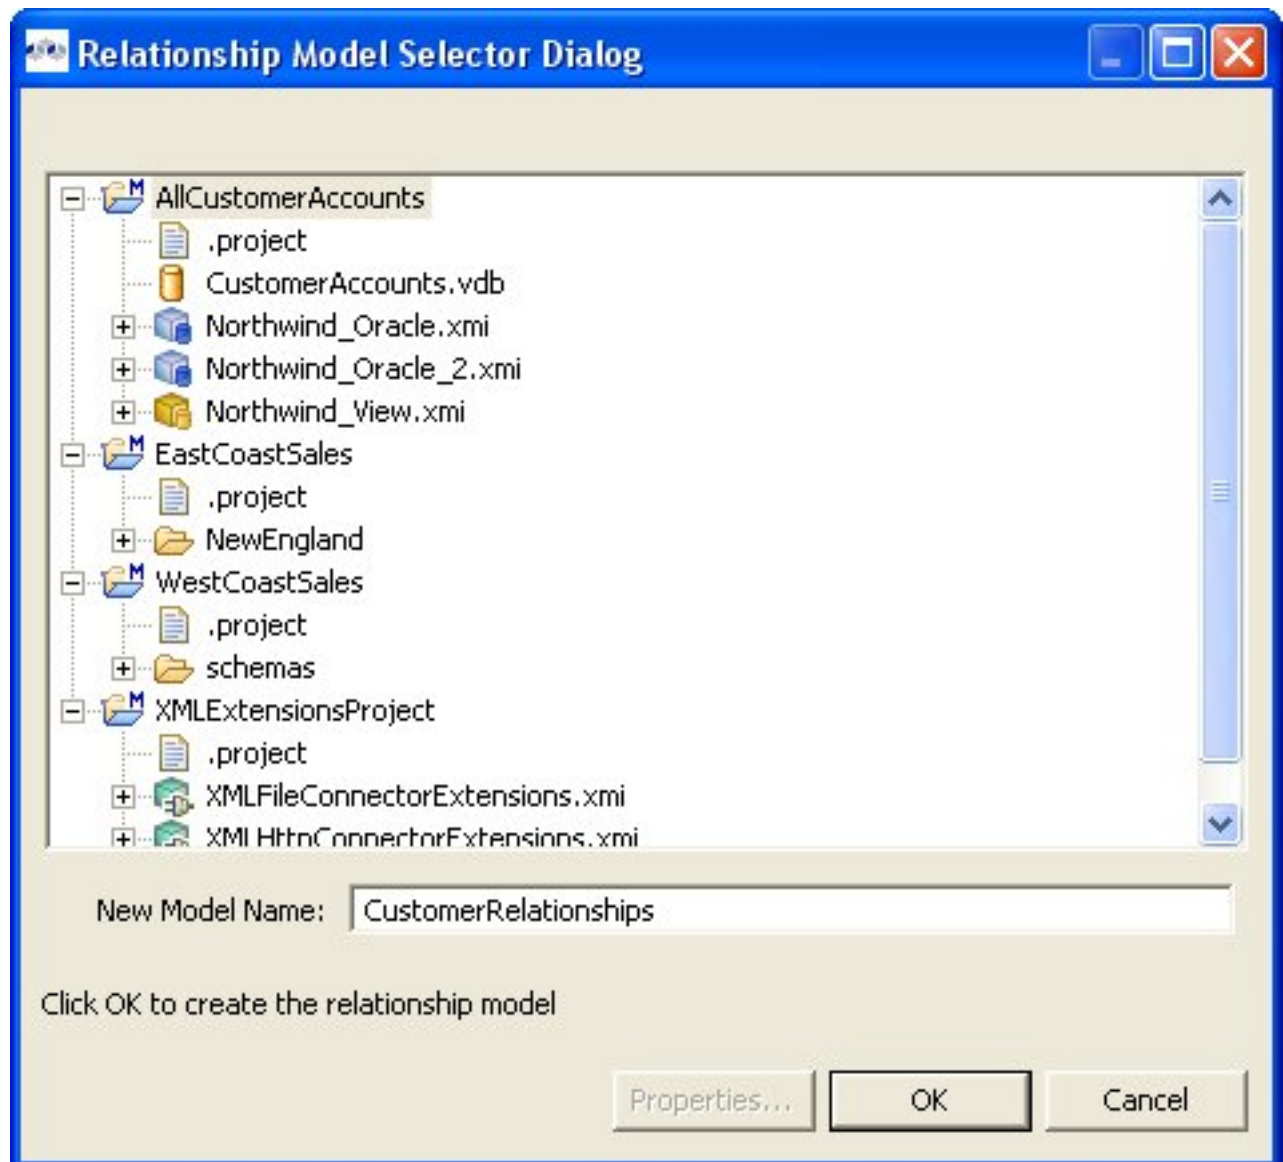 Relationship Model Selector Dialog
AllCustomerAccounts
.project
CustomerAccounts.vdb
Northwind_Oracle.xmi
Northwind_Oracle_2.xmi
Northwind_View.xmi
EastCoastSales
.project
NewEngland
WestCoastSales
.project
schemas
XMLExtensionsProject
.project
XMLFileConnectorExtensions.xmi
XMLHttpConnectorExtensions.xmi
New Model Name: CustomerRelationships
Click OK to create the relationship model
Properties... OK Cancel